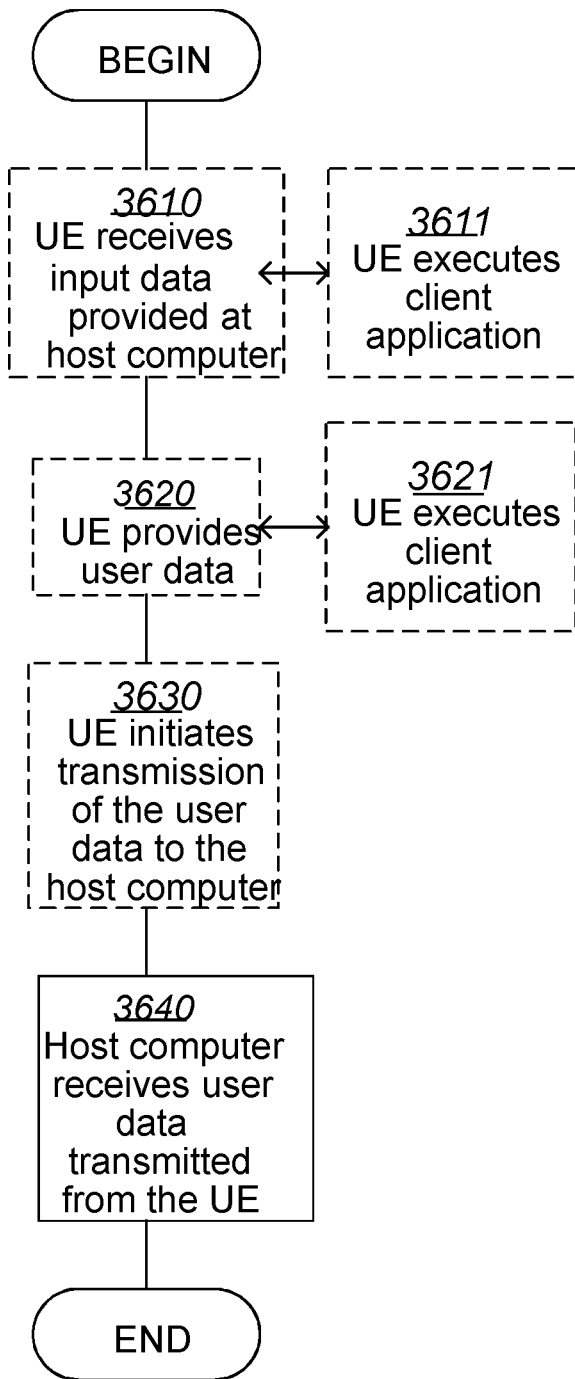 BEGIN
3610
UE receives
input data
provided at
host computer
3611
UE executes
client
application
3620
UE provides
user data
3621
UE executes
client
application
3630
UE initiates
transmission
of the user
data to the
host computer
3640
Host computer
receives user
data
transmitted
from the UE
END